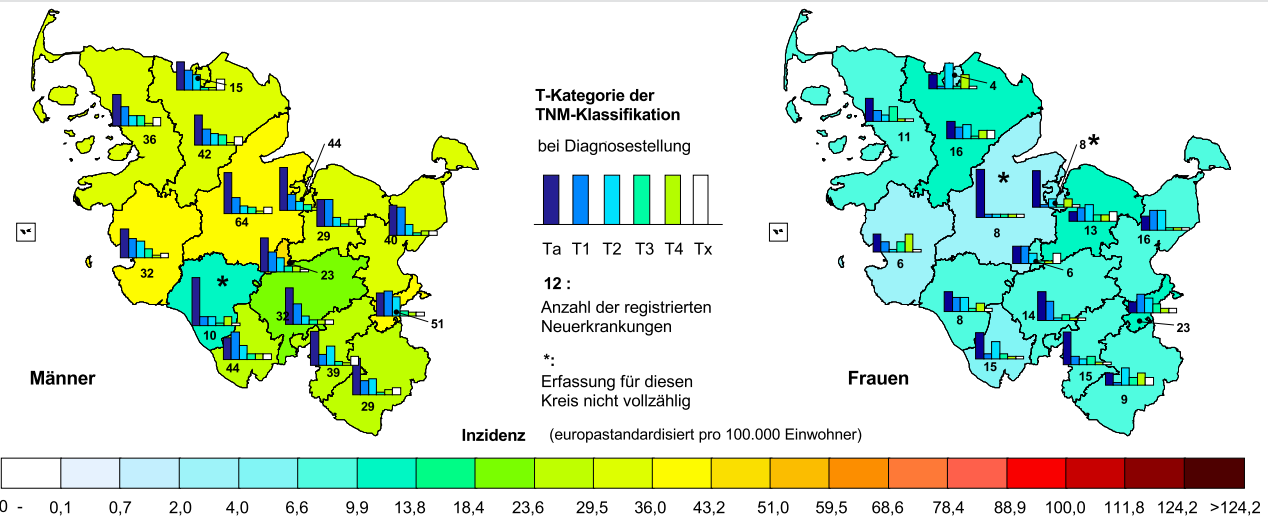 15
36
42
44
64
29
40
32
23
*
10
32
51
44
39
29
Männer
T-Kategorie der
TNM-Klassifikation
bei Diagnosestellung
Ta T1 T2 T3 T4 Tx
12 :
Anzahl der registrierten
Neuerkrankungen
*:
Erfassung für diesen
Kreis nicht vollzählig
4
11
16
8 *
*
8
13
16
6
6
8
14
23
15
15
9
Frauen
Inzidenz (europastandardisiert pro 100.000 Einwohner)
0 - 0,1 0,7 2,0 4,0 6,6 9,9 13,8 18,4 23,6 29,5 36,0 43,2 51,0 59,5 68,6 78,4 88,9 100,0 111,8 124,2 >124,2